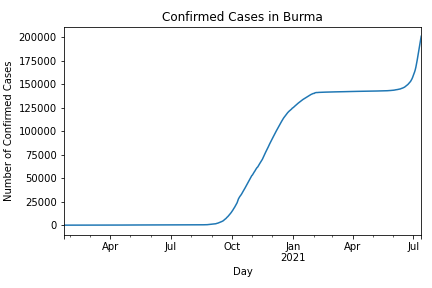 Confirmed Cases in Burma
Number of Confirmed Cases
200000
175000
150000
125000
100000
75000
50000
25000
0
Apr Jul Oct Jan Apr Jul
2021
Day